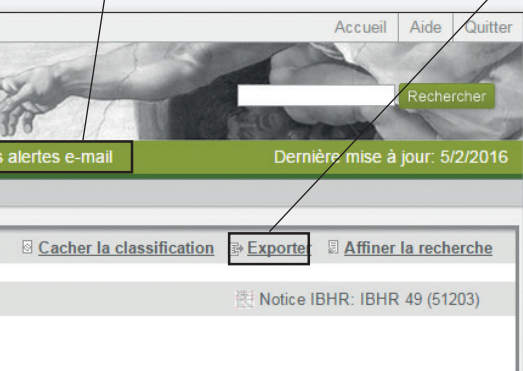 Accueil Aide Quitter
Rechercher
s alertes e-mail Dernière mise à jour: 5/2/2016
Cacher la classification Exporter Affiner la recherche
Notice IBHR: IBHR 49 (51203)